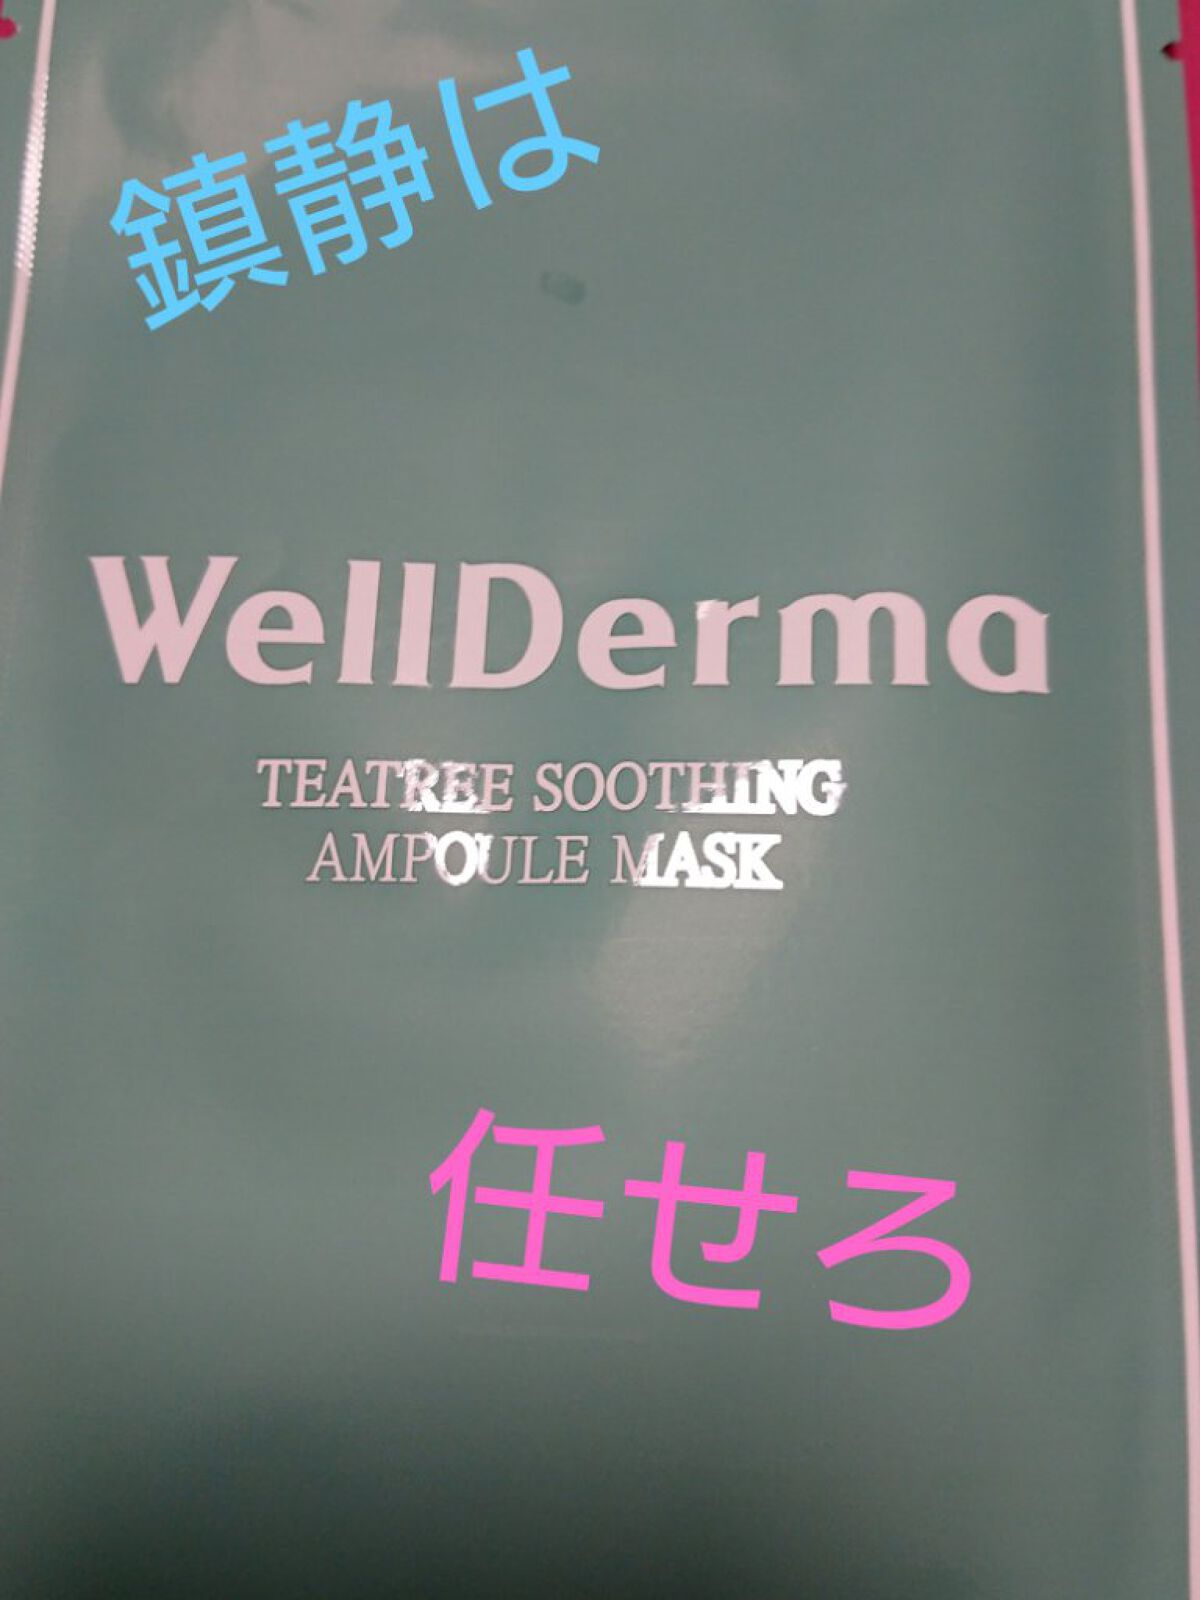 鎮静は
WellDerma
TEATREE SOOTHING
AMPOULE MASK
任せろ